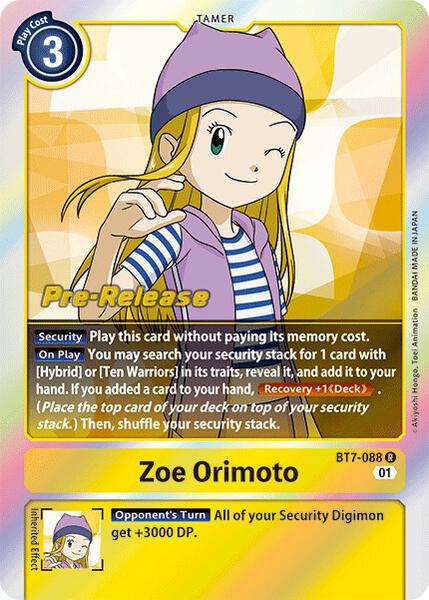 TAMER
Play Cost
3
Pre-Release
Security Play this card without paying its memory cost.
On Play You may search your security stack for 1 card with
[Hybrid] or [Ten Warriors] in its traits, reveal it, and add it to your
hand. If you added a card to your hand, Recovery +1《Deck》
(Place the top card of your deck on top of your security
stack.) Then, shuffle your security stack.
©Akiyoshi Hongo, Toei Animation BANDAI MADE IN JAPAN
BT7-088 R
Zoe Orimoto
01
Inherited Effect
Opponent's Turn All of your Security Digimon
get +3000 DP.